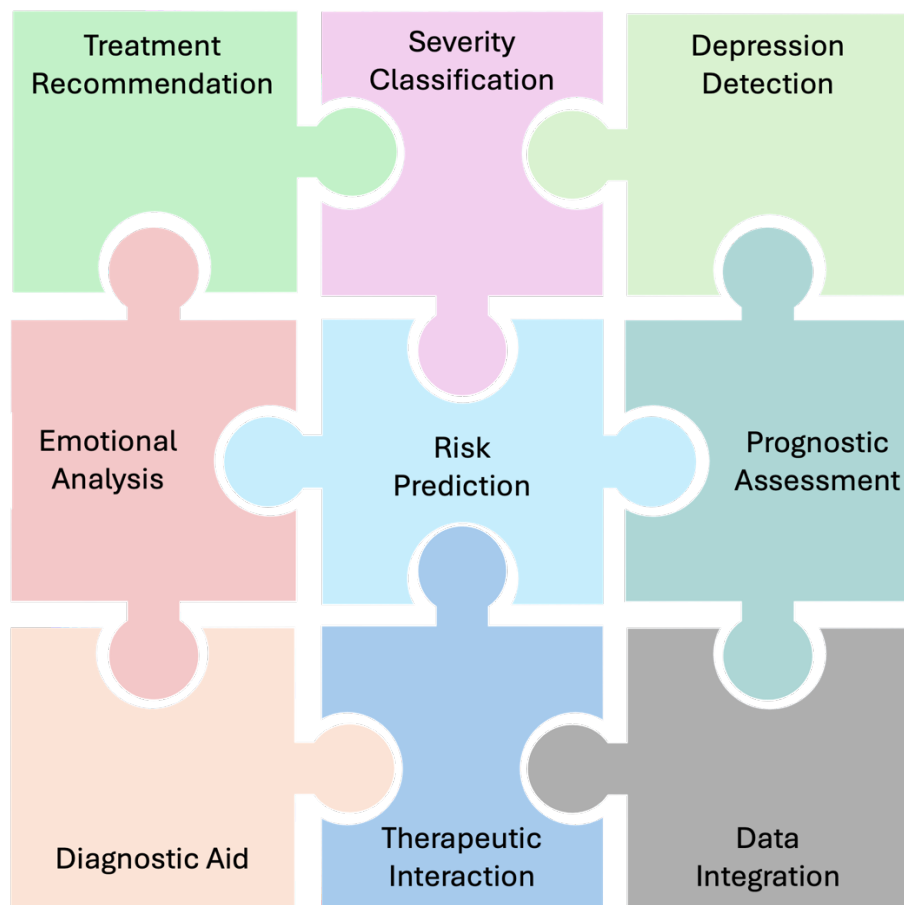 Treatment
Recommendation
Severity
Classification
Depression
Detection
Emotional
Analysis
Risk
Prediction
Prognostic
Assessment
Diagnostic Aid
Therapeutic
Interaction
Data
Integration